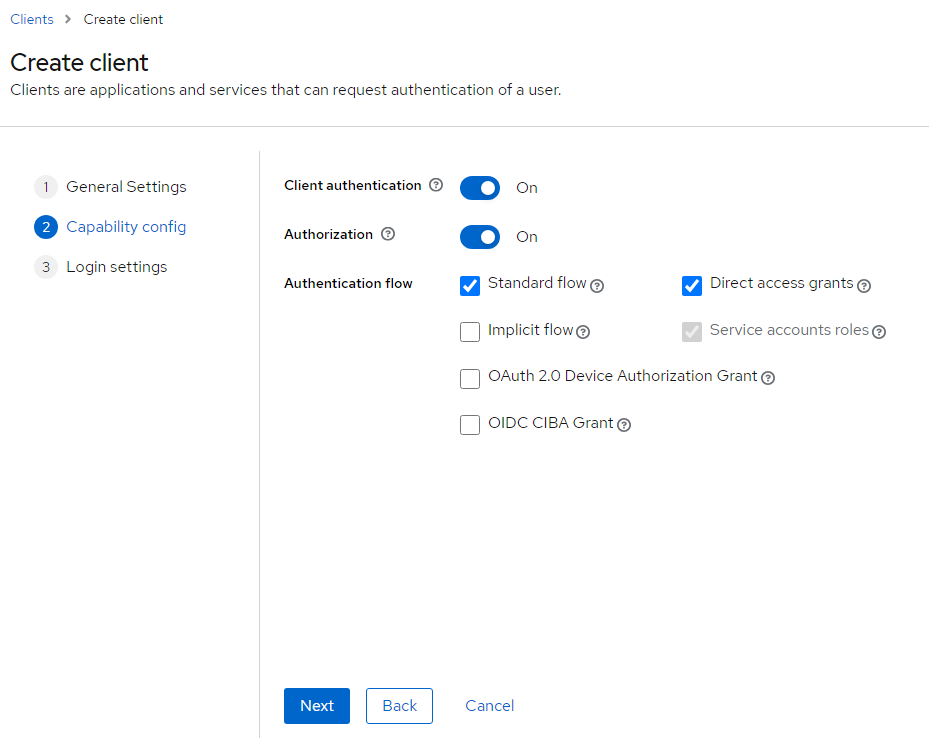 Clients > Create client
Create client
Clients are applications and services that can request authentication of a user.
1 General Settings
2 Capability config
3 Login settings
Client authentication ? On
Authorization ? On
Authentication flow
Standard flow ? Direct access grants ?
Implicit flow ? Service accounts roles ?
OAuth 2.0 Device Authorization Grant ?
OIDC CIBA Grant ?
Next Back Cancel